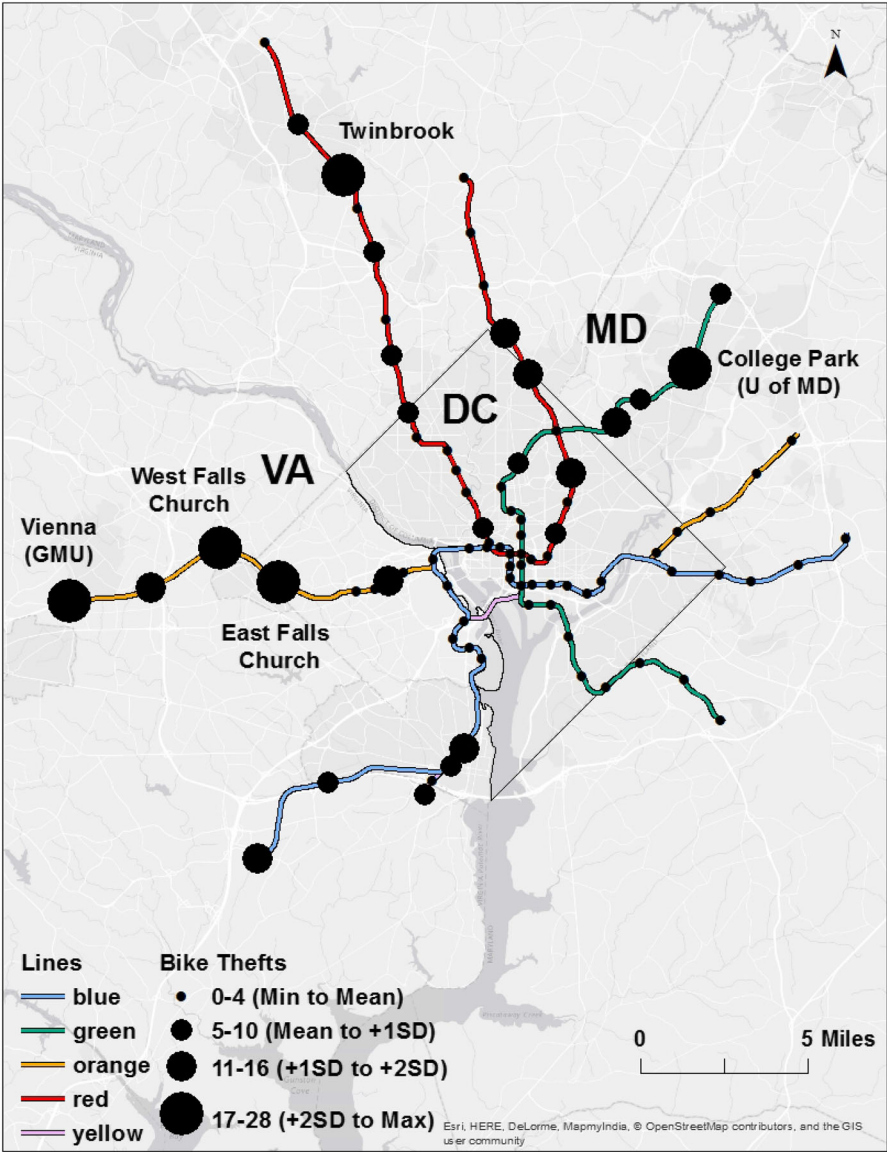 N
Twinbrook
MD
College Park
(U of MD)
DC
VA
West Falls
Church
Vienna
(GMU)
East Falls
Church
MARYLAND
VIRGINIA
Lines
blue
green
orange
red
yellow
Bike Thefts
0-4 (Min to Mean)
5-10 (Mean to +1SD)
11-16 (+1SD to +2SD)
17-28 (+2SD to Max)
0
5 Miles
Esri, HERE, DeLorme, MapmyIndia, © OpenStreetMap contributors, and the GIS
user community